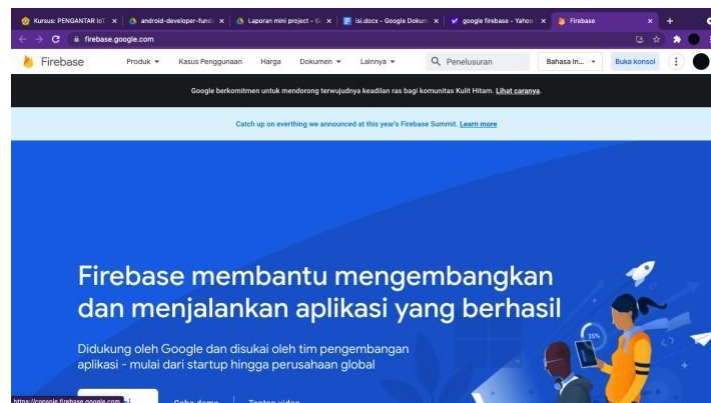 Kursus: PENGANTAR IoT
android-developer-fund
Laporan mini project - G
isi.docx - Google Dokum
google firebase - Yahoo
Firebase
firebase.google.com
Firebase
Produk
Kasus Penggunaan
Harga
Dokumen
Lainnya
Penelusuran
Bahasa In...
Buka konsol
Google berkomitmen untuk mendorong terwujudnya keadilan ras bagi komunitas Kulit Hitam. Lihat caranya.
Catch up on everthing we announced at this year's Firebase Summit. Learn more
Firebase membantu mengembangkan
dan menjalankan aplikasi yang berhasil
Didukung oleh Google dan disukai oleh tim pengembangan
aplikasi - mulai dari startup hingga perusahaan global
25%
Coba demo
Tonton video
https://console.firebase.google.com